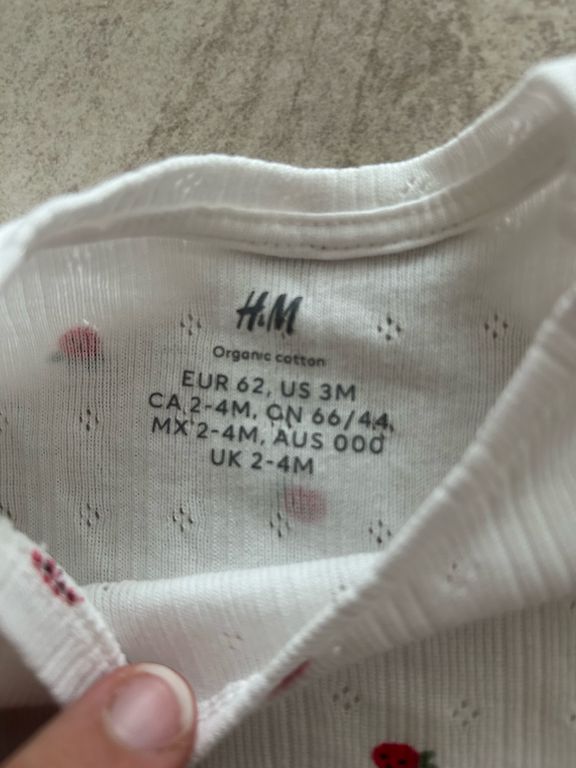 H&M
Organic cotton
EUR 62, US 3M
CA 2-4M, CN 66/44,
MX 2-4M, AUS 000
UK 2-4M